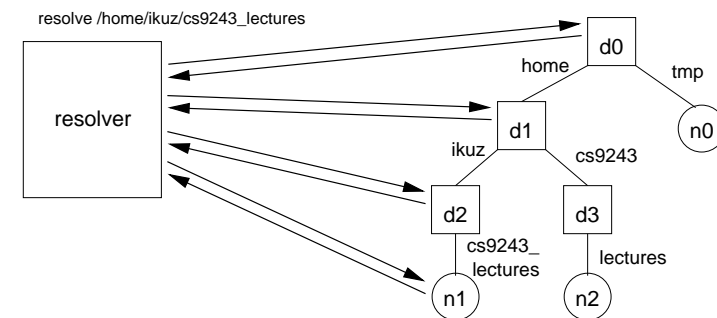 resolve /home/ikuz/cs9243_lectures
d0
home
tmp
resolver
d1
n0
ikuz
cs9243
d2
d3
cs9243_
lectures
lectures
n1
n2